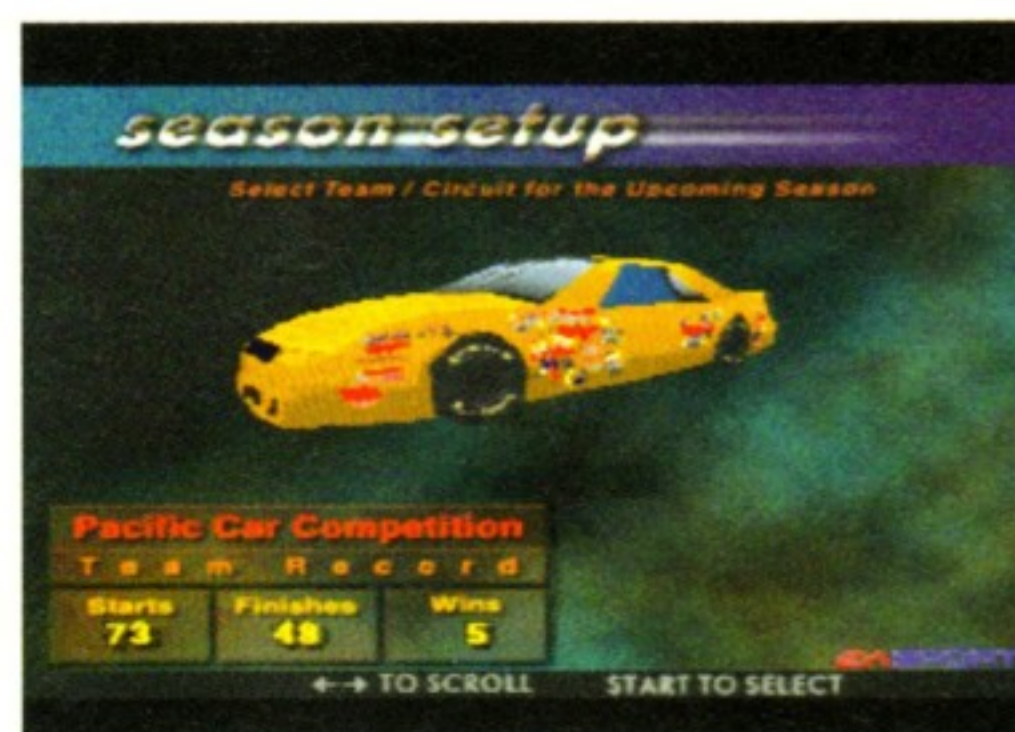 season setup
Select Team / Circuit for the Upcoming Season
Pacific Car Competition
Team Record
Starts Finishes Wins
73 48 5
←→ TO SCROLL START TO SELECT